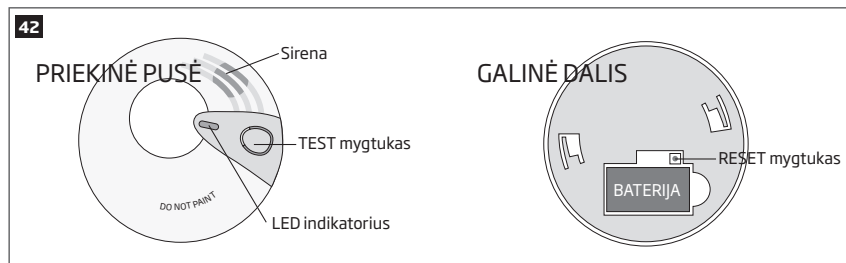 42
PRIEKINĖ PUSĖ
Sirena
TEST mygtukas
LED indikatorius
DO NOT PAINT
GALINĖ DALIS
RESET mygtukas
BATERIJA